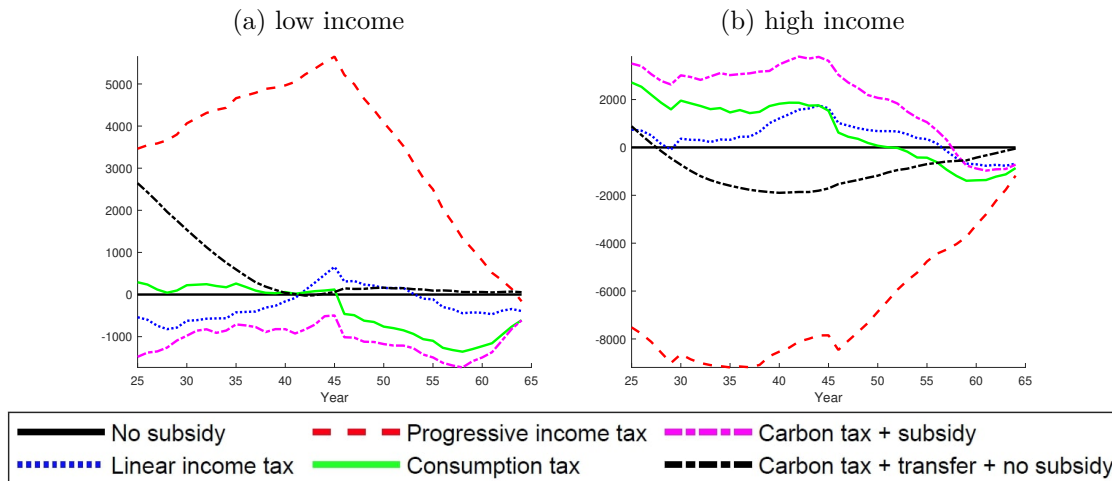 (a) low income
(b) high income
5000
4000
3000
2000
1000
0
-1000
25 30 35 40 45 50 55 60 65
Year
2000
0
-2000
-4000
-6000
-8000
25 30 35 40 45 50 55 60 65
Year
No subsidy
Progressive income tax
Carbon tax + subsidy
Linear income tax
Consumption tax
Carbon tax + transfer + no subsidy